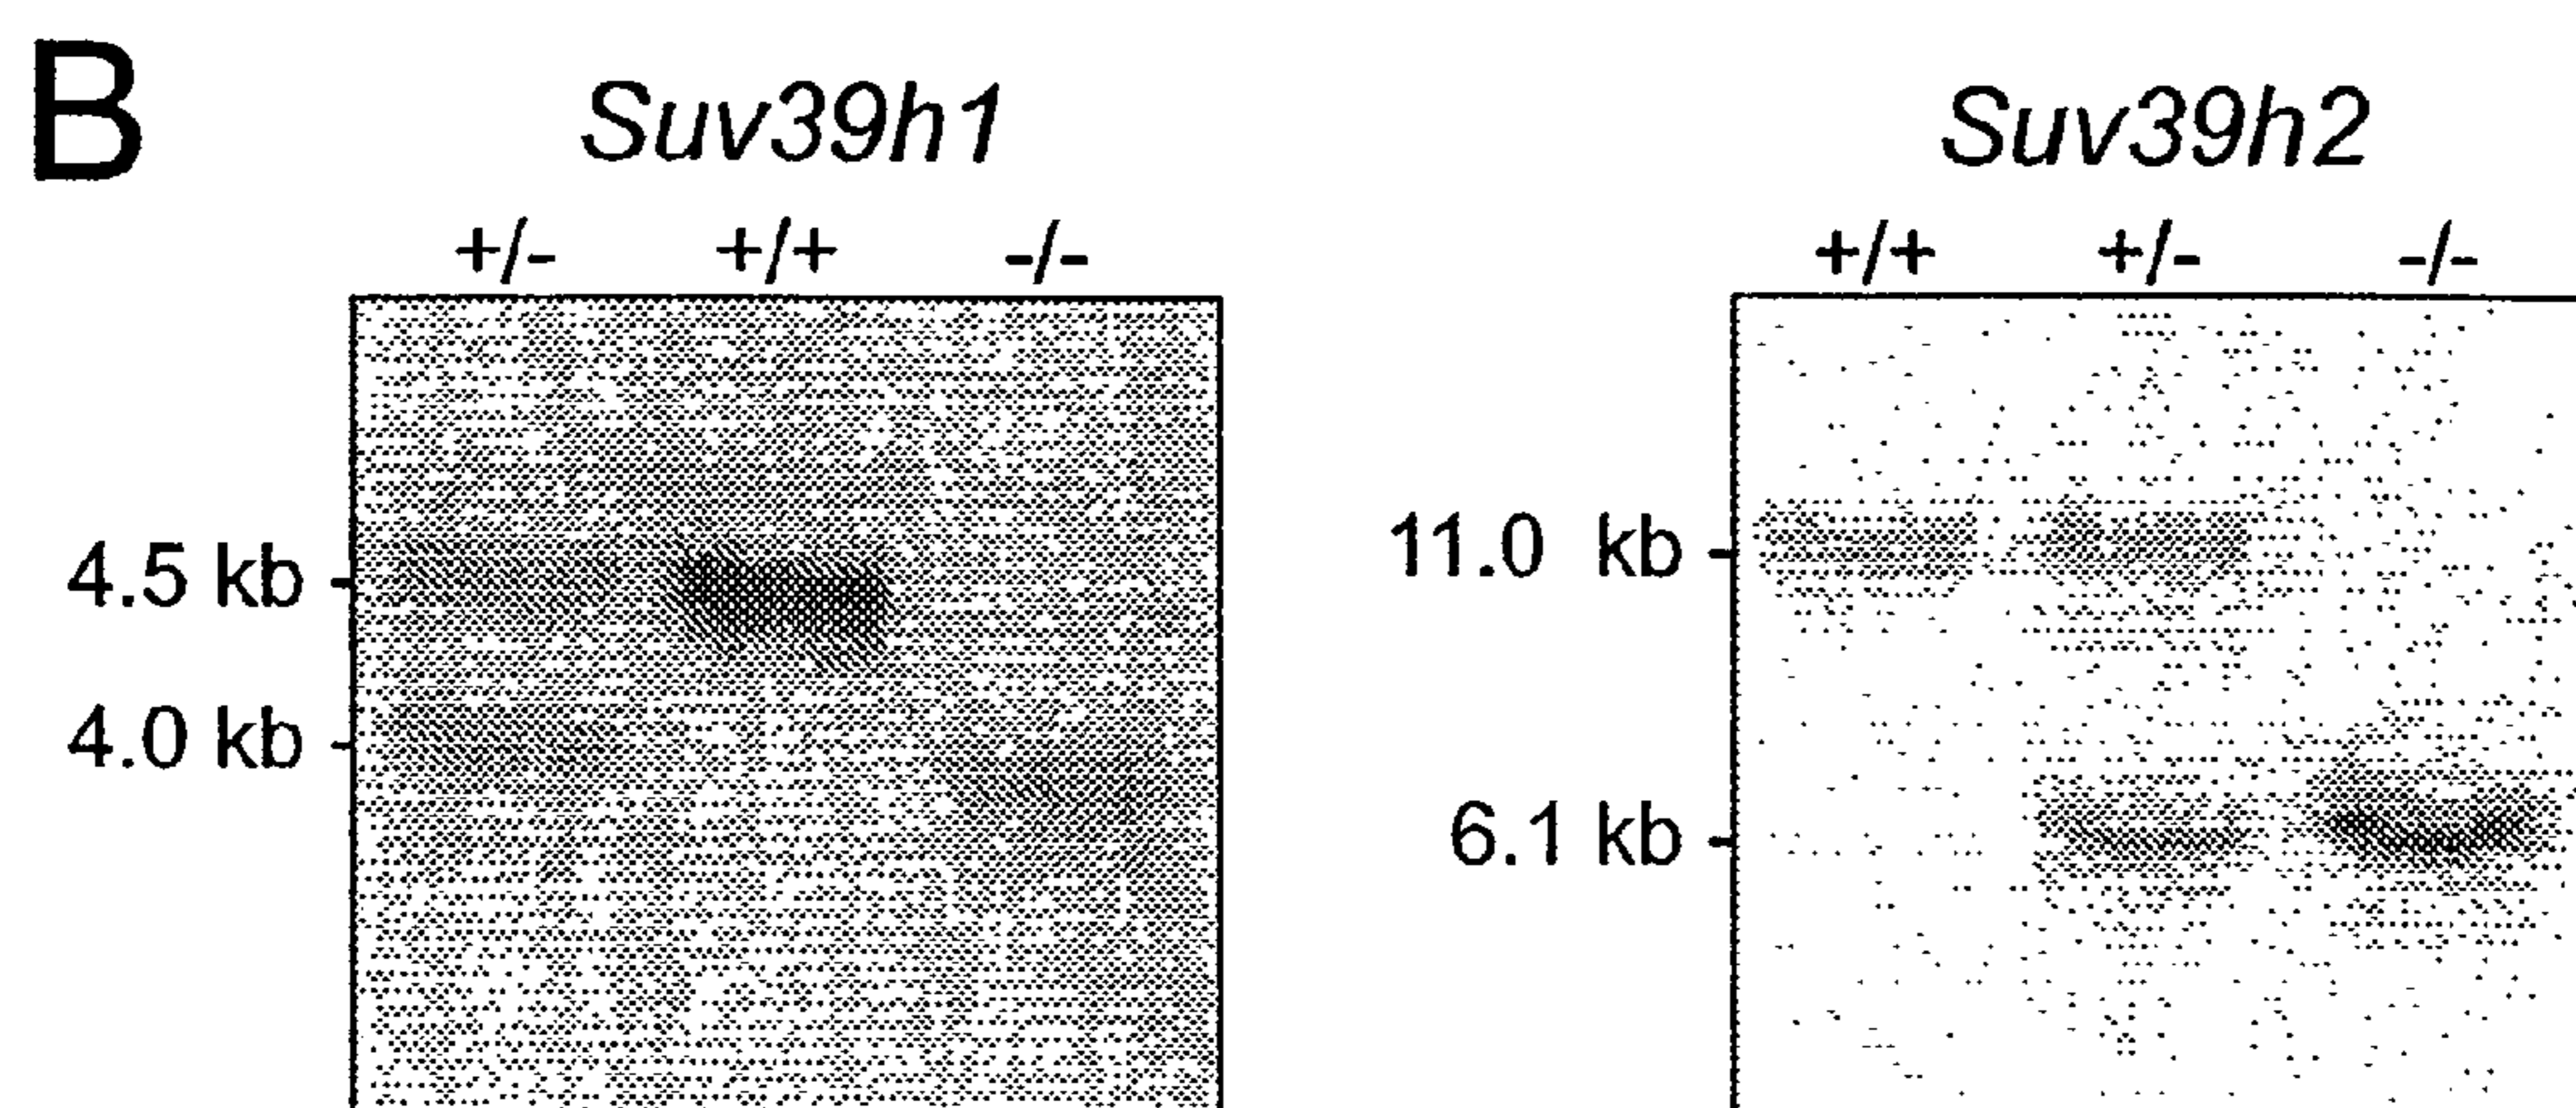 B
Suv39h1
Suv39h2
+/- +/+ -/-
+/+ +/- -/-
4.5 kb
4.0 kb
11.0 kb
6.1 kb